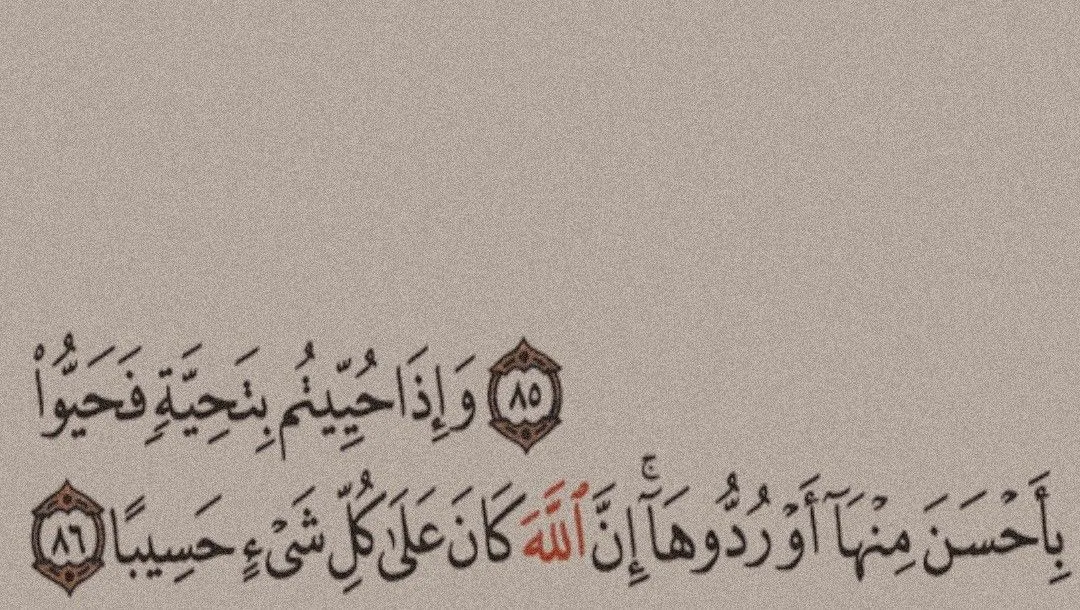 ٨٥ وَإِذَا حُيِّيتُم بِتَحِيَّةٍ فَحَيُّوا۟
بِأَحْسَنَ مِنْهَآ أَوْ رُدُّوهَآ ۚ إِنَّ ٱللَّهَ كَانَ عَلَىٰ كُلِّ شَىْءٍ حَسِيبًا ٨٦